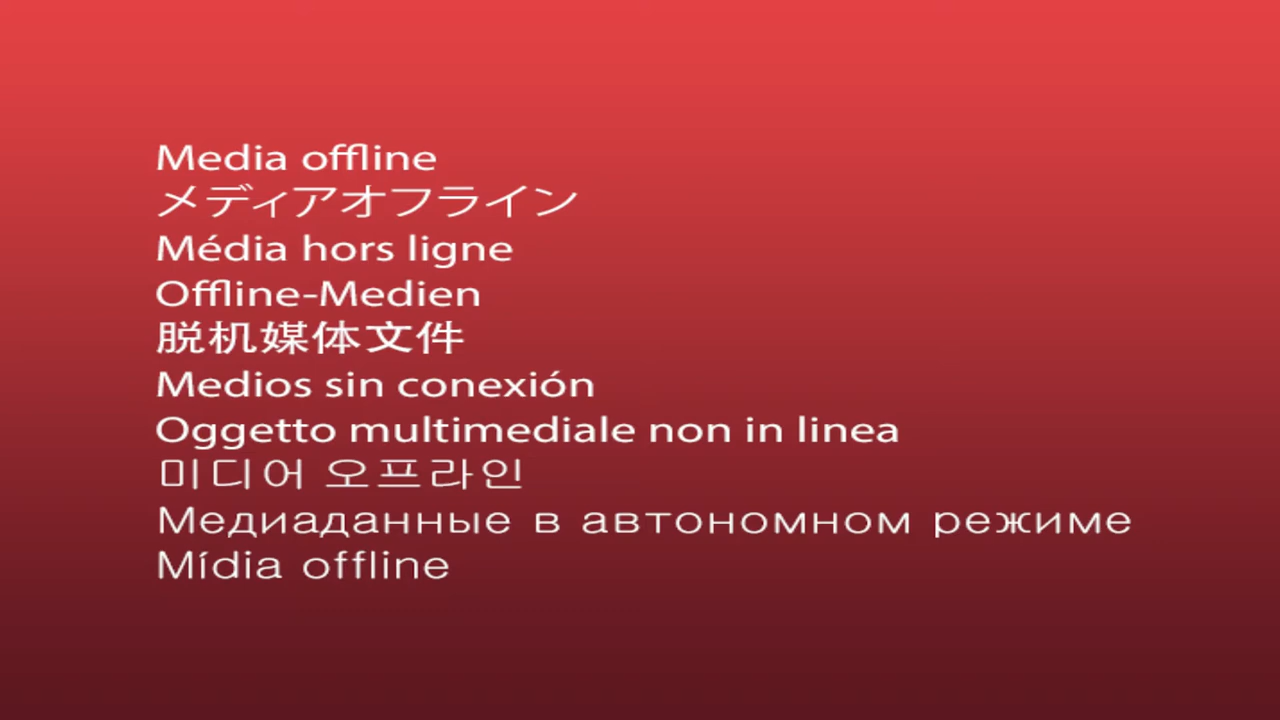 Media offline
メディアオフライン
Média hors ligne
Offline-Medien
脱机媒体文件
Medios sin conexión
Oggetto multimediale non in linea
미디어 오프라인
Медиаданные в автономном режиме
Mídia offline